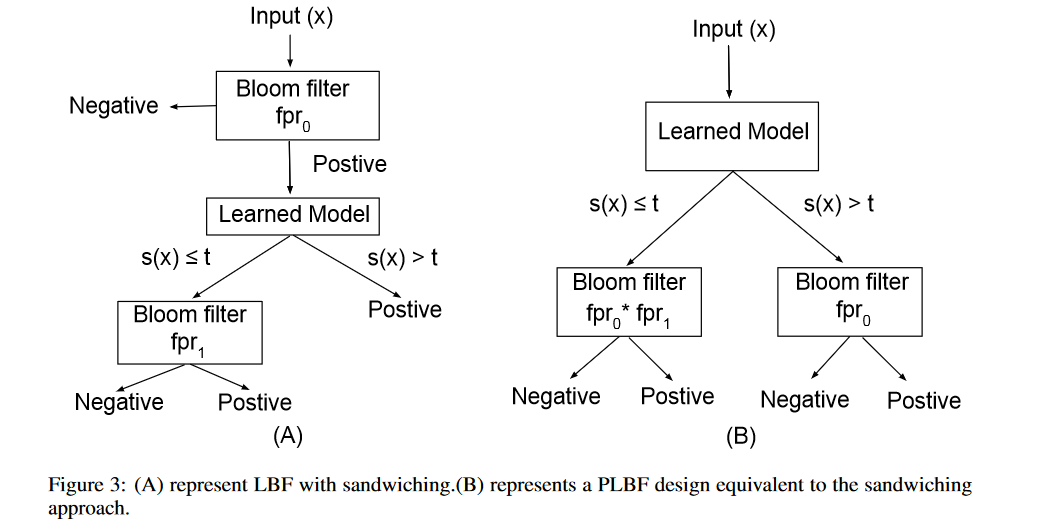 Input (x)
Bloom filter
fpr0
Negative
Postive
Learned Model
s(x) ≤ t
s(x) > t
Bloom filter
fpr1
Postive
Negative
Postive
(A)
Input (x)
Learned Model
s(x) ≤ t
s(x) > t
Bloom filter
fpr0* fpr1
Bloom filter
fpr0
Negative
Postive
Negative
Postive
(B)
Figure 3: (A) represent LBF with sandwiching.(B) represents a PLBF design equivalent to the sandwiching
approach.